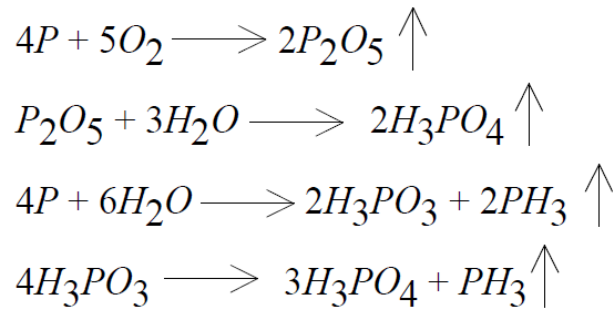 4P + 5O₂ ⟶ 2P₂O₅ ↑
P₂O₅ + 3H₂O ⟶ 2H₃PO₄ ↑
4P + 6H₂O ⟶ 2H₃PO₃ + 2PH₃ ↑
4H₃PO₃ ⟶ 3H₃PO₄ + PH₃ ↑